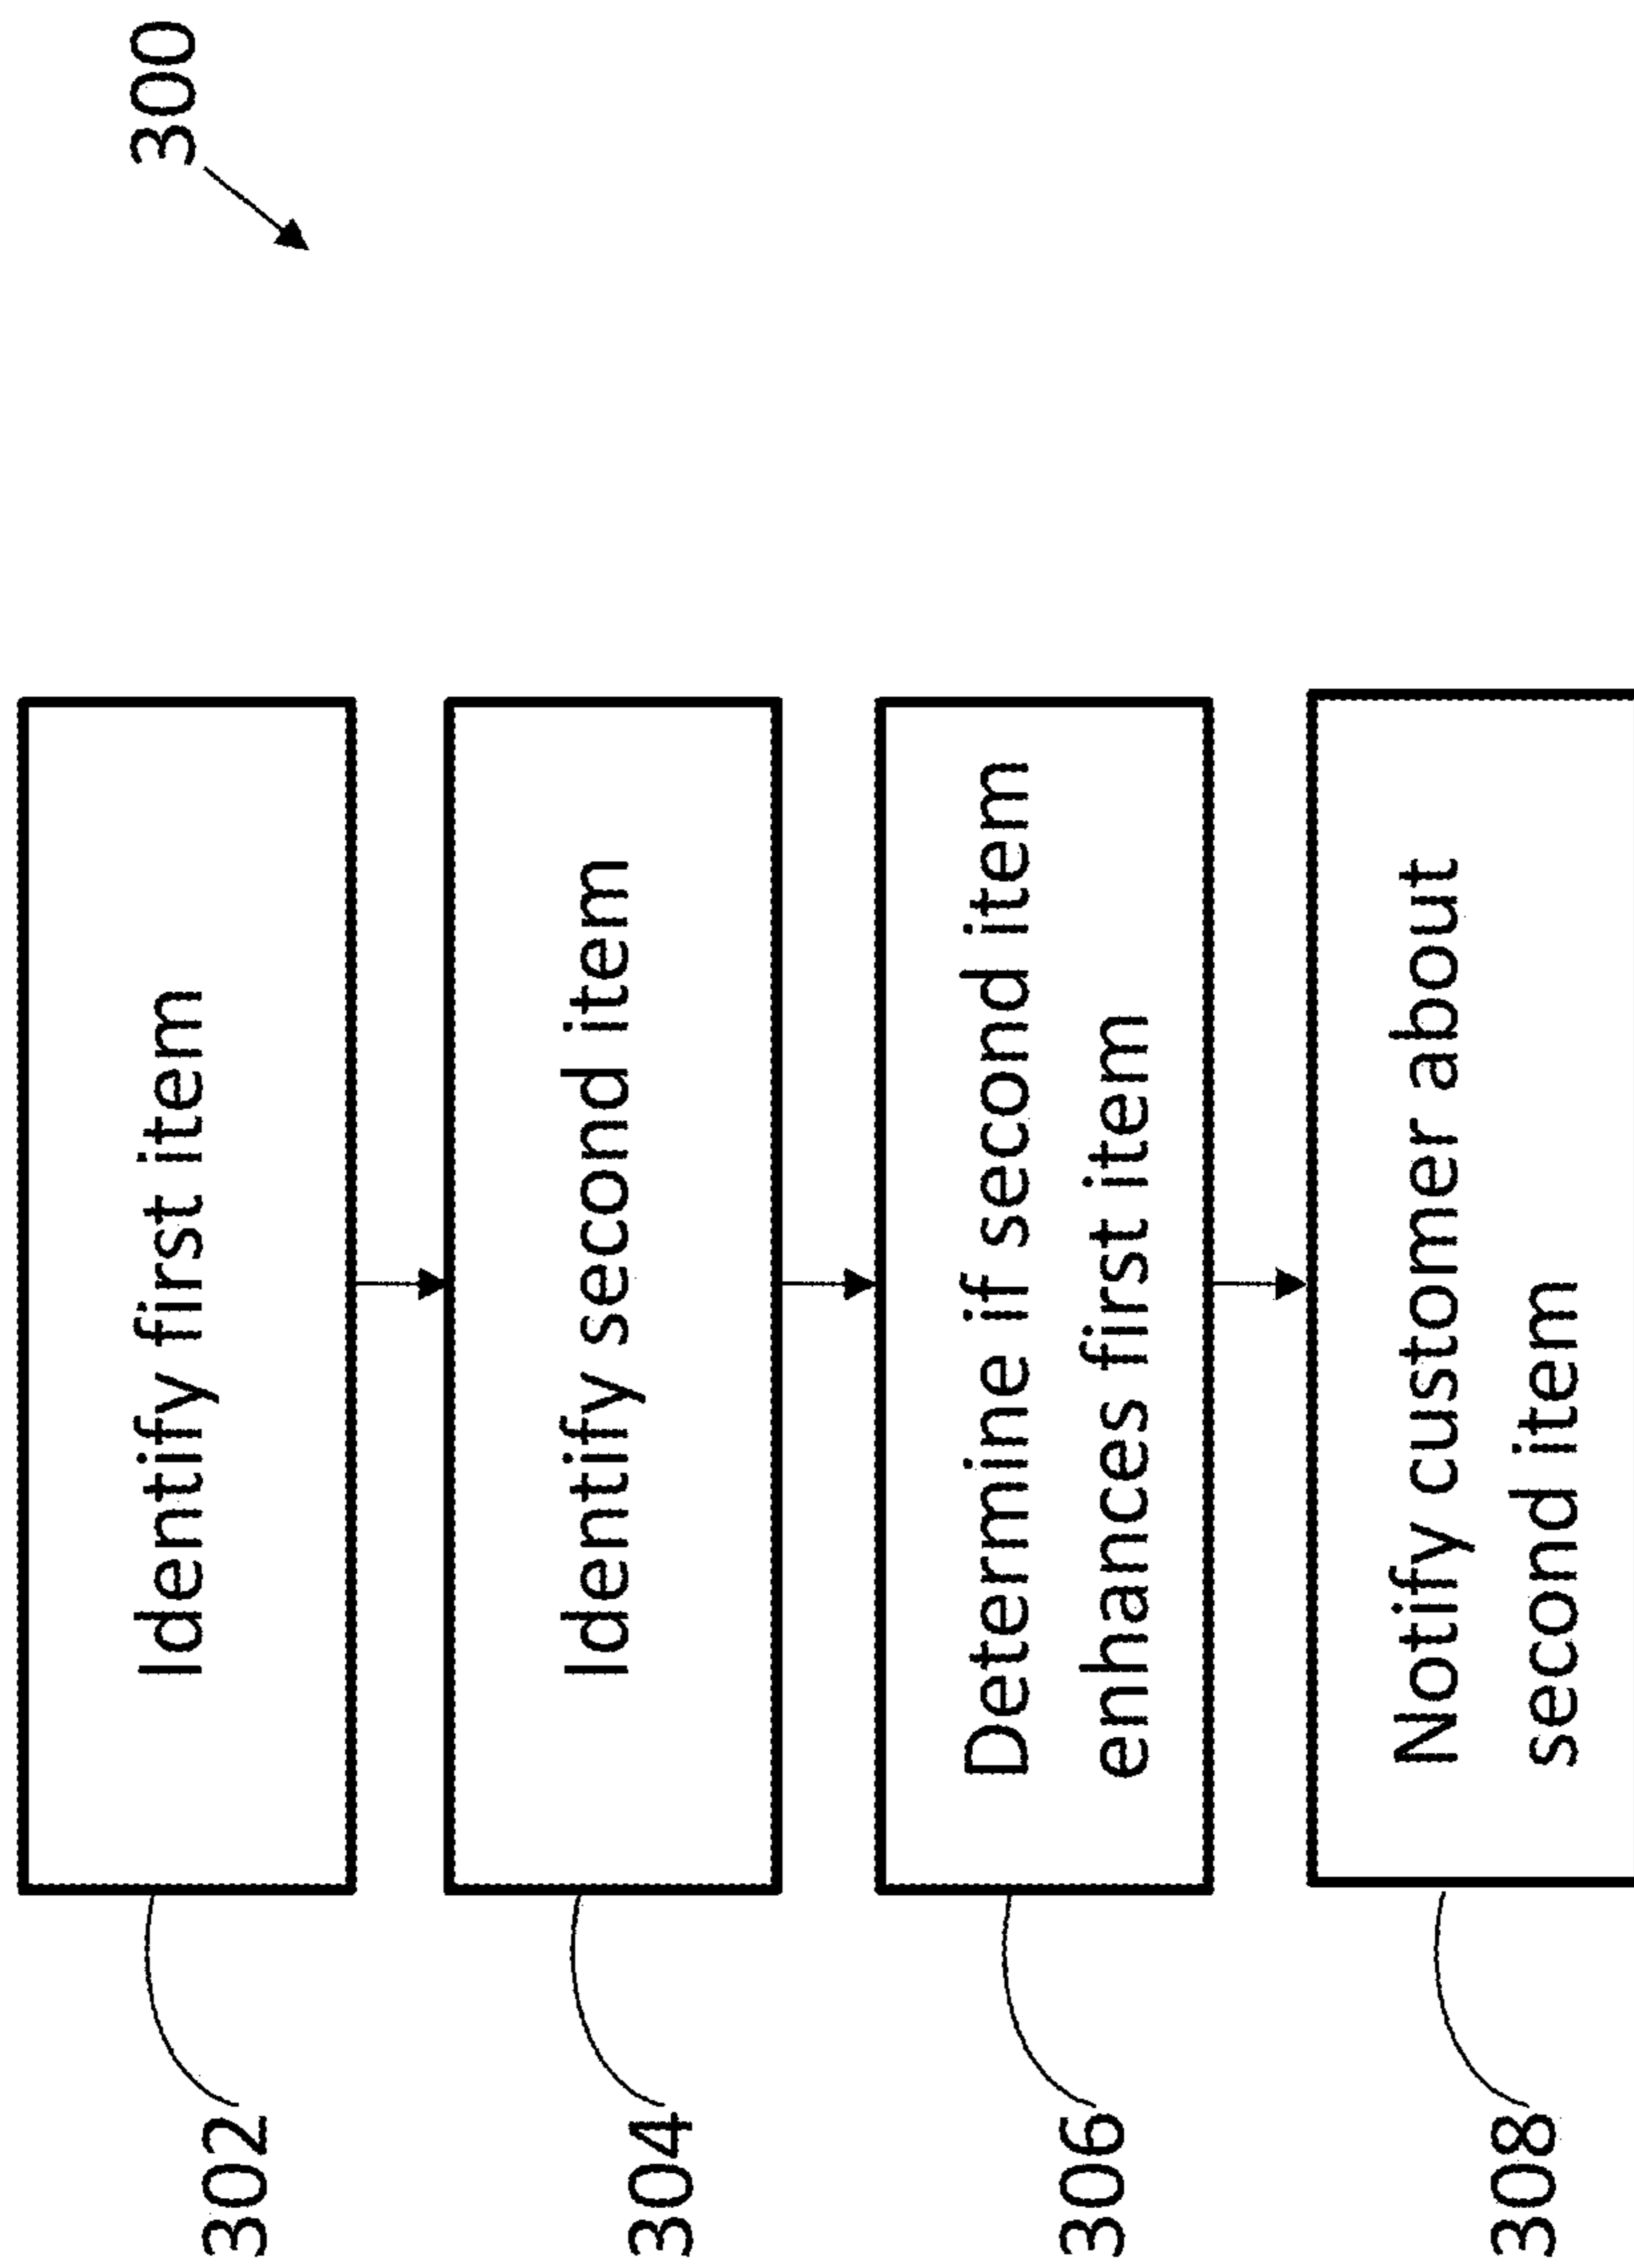 300
302
Identify first item
304
Identify second item
306
Determine if second item
enhances first item
308
Notify customer about
second item